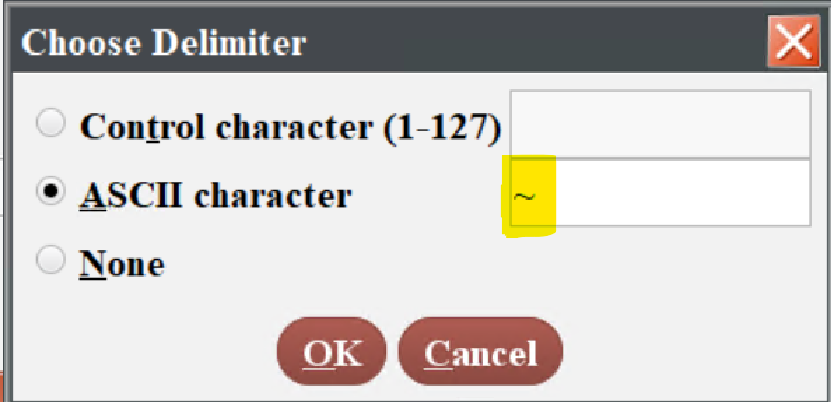 Choose Delimiter
Control character (1-127)
ASCII character ~
None
OK Cancel